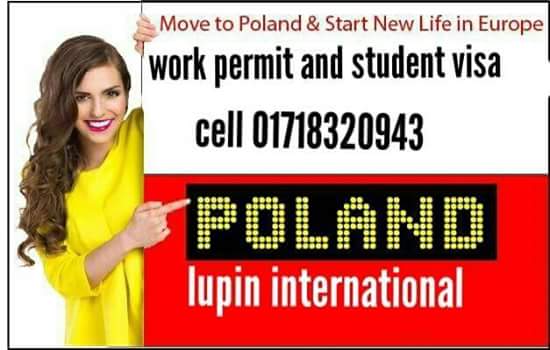 Move to Poland & Start New Life in Europe
work permit and student visa
cell 01718320943
POLAND
lupin international